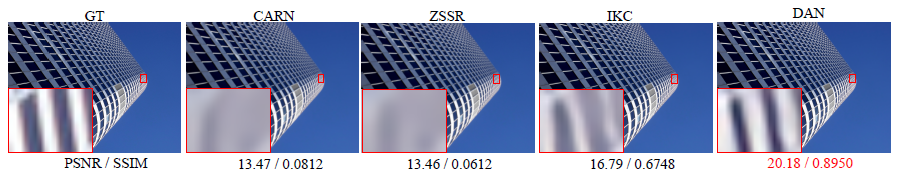 GT CARN ZSSR IKC DAN
PSNR / SSIM 13.47 / 0.0812 13.46 / 0.0612 16.79 / 0.6748 20.18 / 0.8950